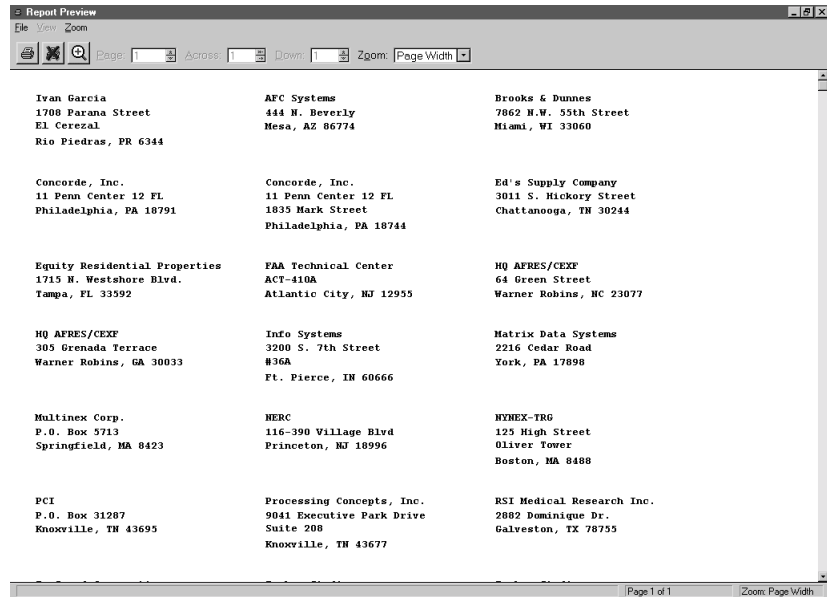 Report Preview
File View Zoom
Page: 1 Across: 1 Down: 1 Zoom: Page Width
Ivan Garcia
1708 Parana Street
El Cerezal
Rio Piedras, PR 6344
AFC Systems
444 N. Beverly
Mesa, AZ 86774
Brooks & Dunnes
7862 N.W. 55th Street
Miami, WI 33060
Concorde, Inc.
11 Penn Center 12 FL
Philadelphia, PA 18791
Concorde, Inc.
11 Penn Center 12 FL
1835 Mark Street
Philadelphia, PA 18744
Ed's Supply Company
3011 S. Hickory Street
Chattanooga, TN 30244
Equity Residential Properties
1715 N. Westshore Blvd.
Tampa, FL 33592
FAA Technical Center
ACT-410A
Atlantic City, NJ 12955
HQ AFRES/CEXF
64 Green Street
Warner Robins, NC 23077
HQ AFRES/CEXF
305 Grenada Terrace
Warner Robins, GA 30033
Info Systems
3200 S. 7th Street
#36A
Ft. Pierce, IN 60666
Matrix Data Systems
2216 Cedar Road
York, PA 17898
Multinex Corp.
P.O. Box 5713
Springfield, MA 8423
NERC
116-390 Village Blvd
Princeton, NJ 18996
NYNEX-TRG
125 High Street
Oliver Tower
Boston, MA 8488
PCI
P.O. Box 31287
Knoxville, TN 43695
Processing Concepts, Inc.
9041 Executive Park Drive
Suite 208
Knoxville, TN 43677
RSI Medical Research Inc.
2882 Dominique Dr.
Galveston, TX 78755
Page 1 of 1
Zoom: Page Width